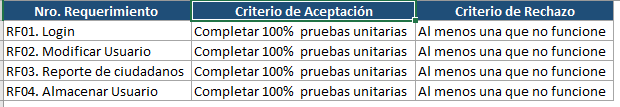 Nro. Requerimiento Criterio de Aceptación Criterio de Rechazo
RF01. Login Completar 100% pruebas unitarias Al menos una que no funcione
RF02. Modificar Usuario Completar 100% pruebas unitarias Al menos una que no funcione
RF03. Reporte de ciudadanos Completar 100% pruebas unitarias Al menos una que no funcione
RF04. Almacenar Usuario Completar 100% pruebas unitarias Al menos una que no funcione